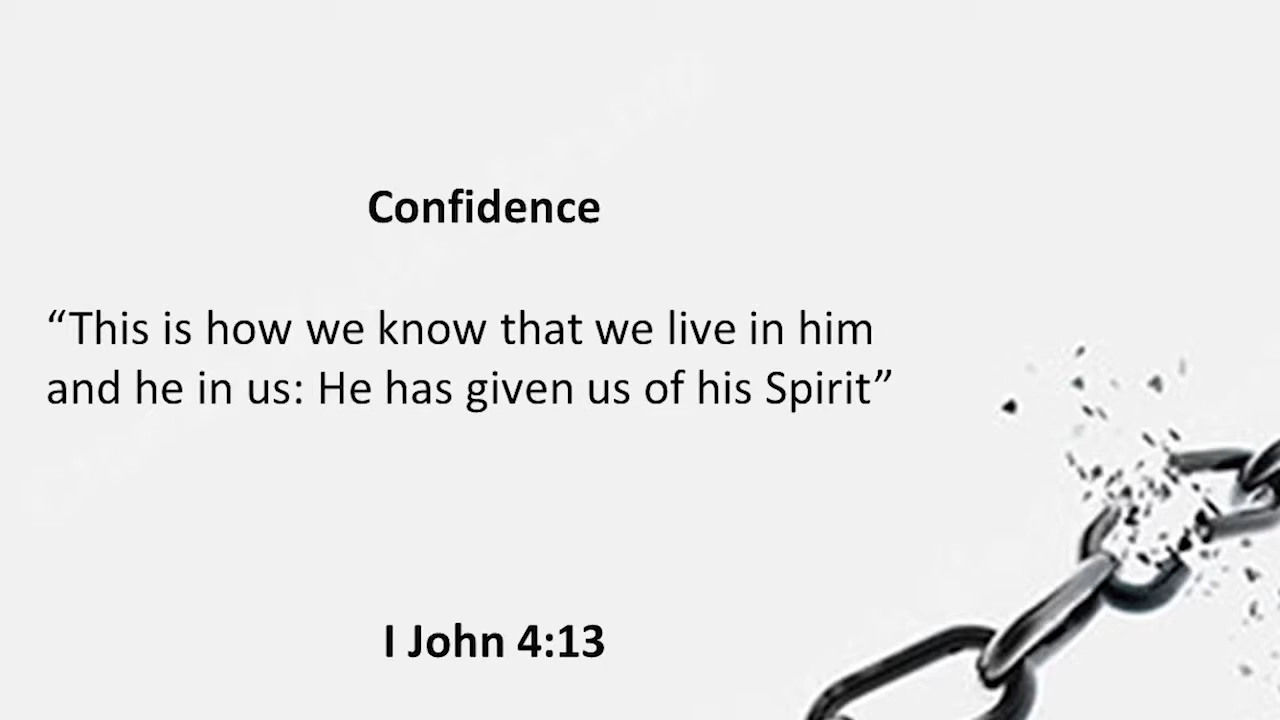 Confidence
“This is how we know that we live in him
and he in us: He has given us of his Spirit”
I John 4:13